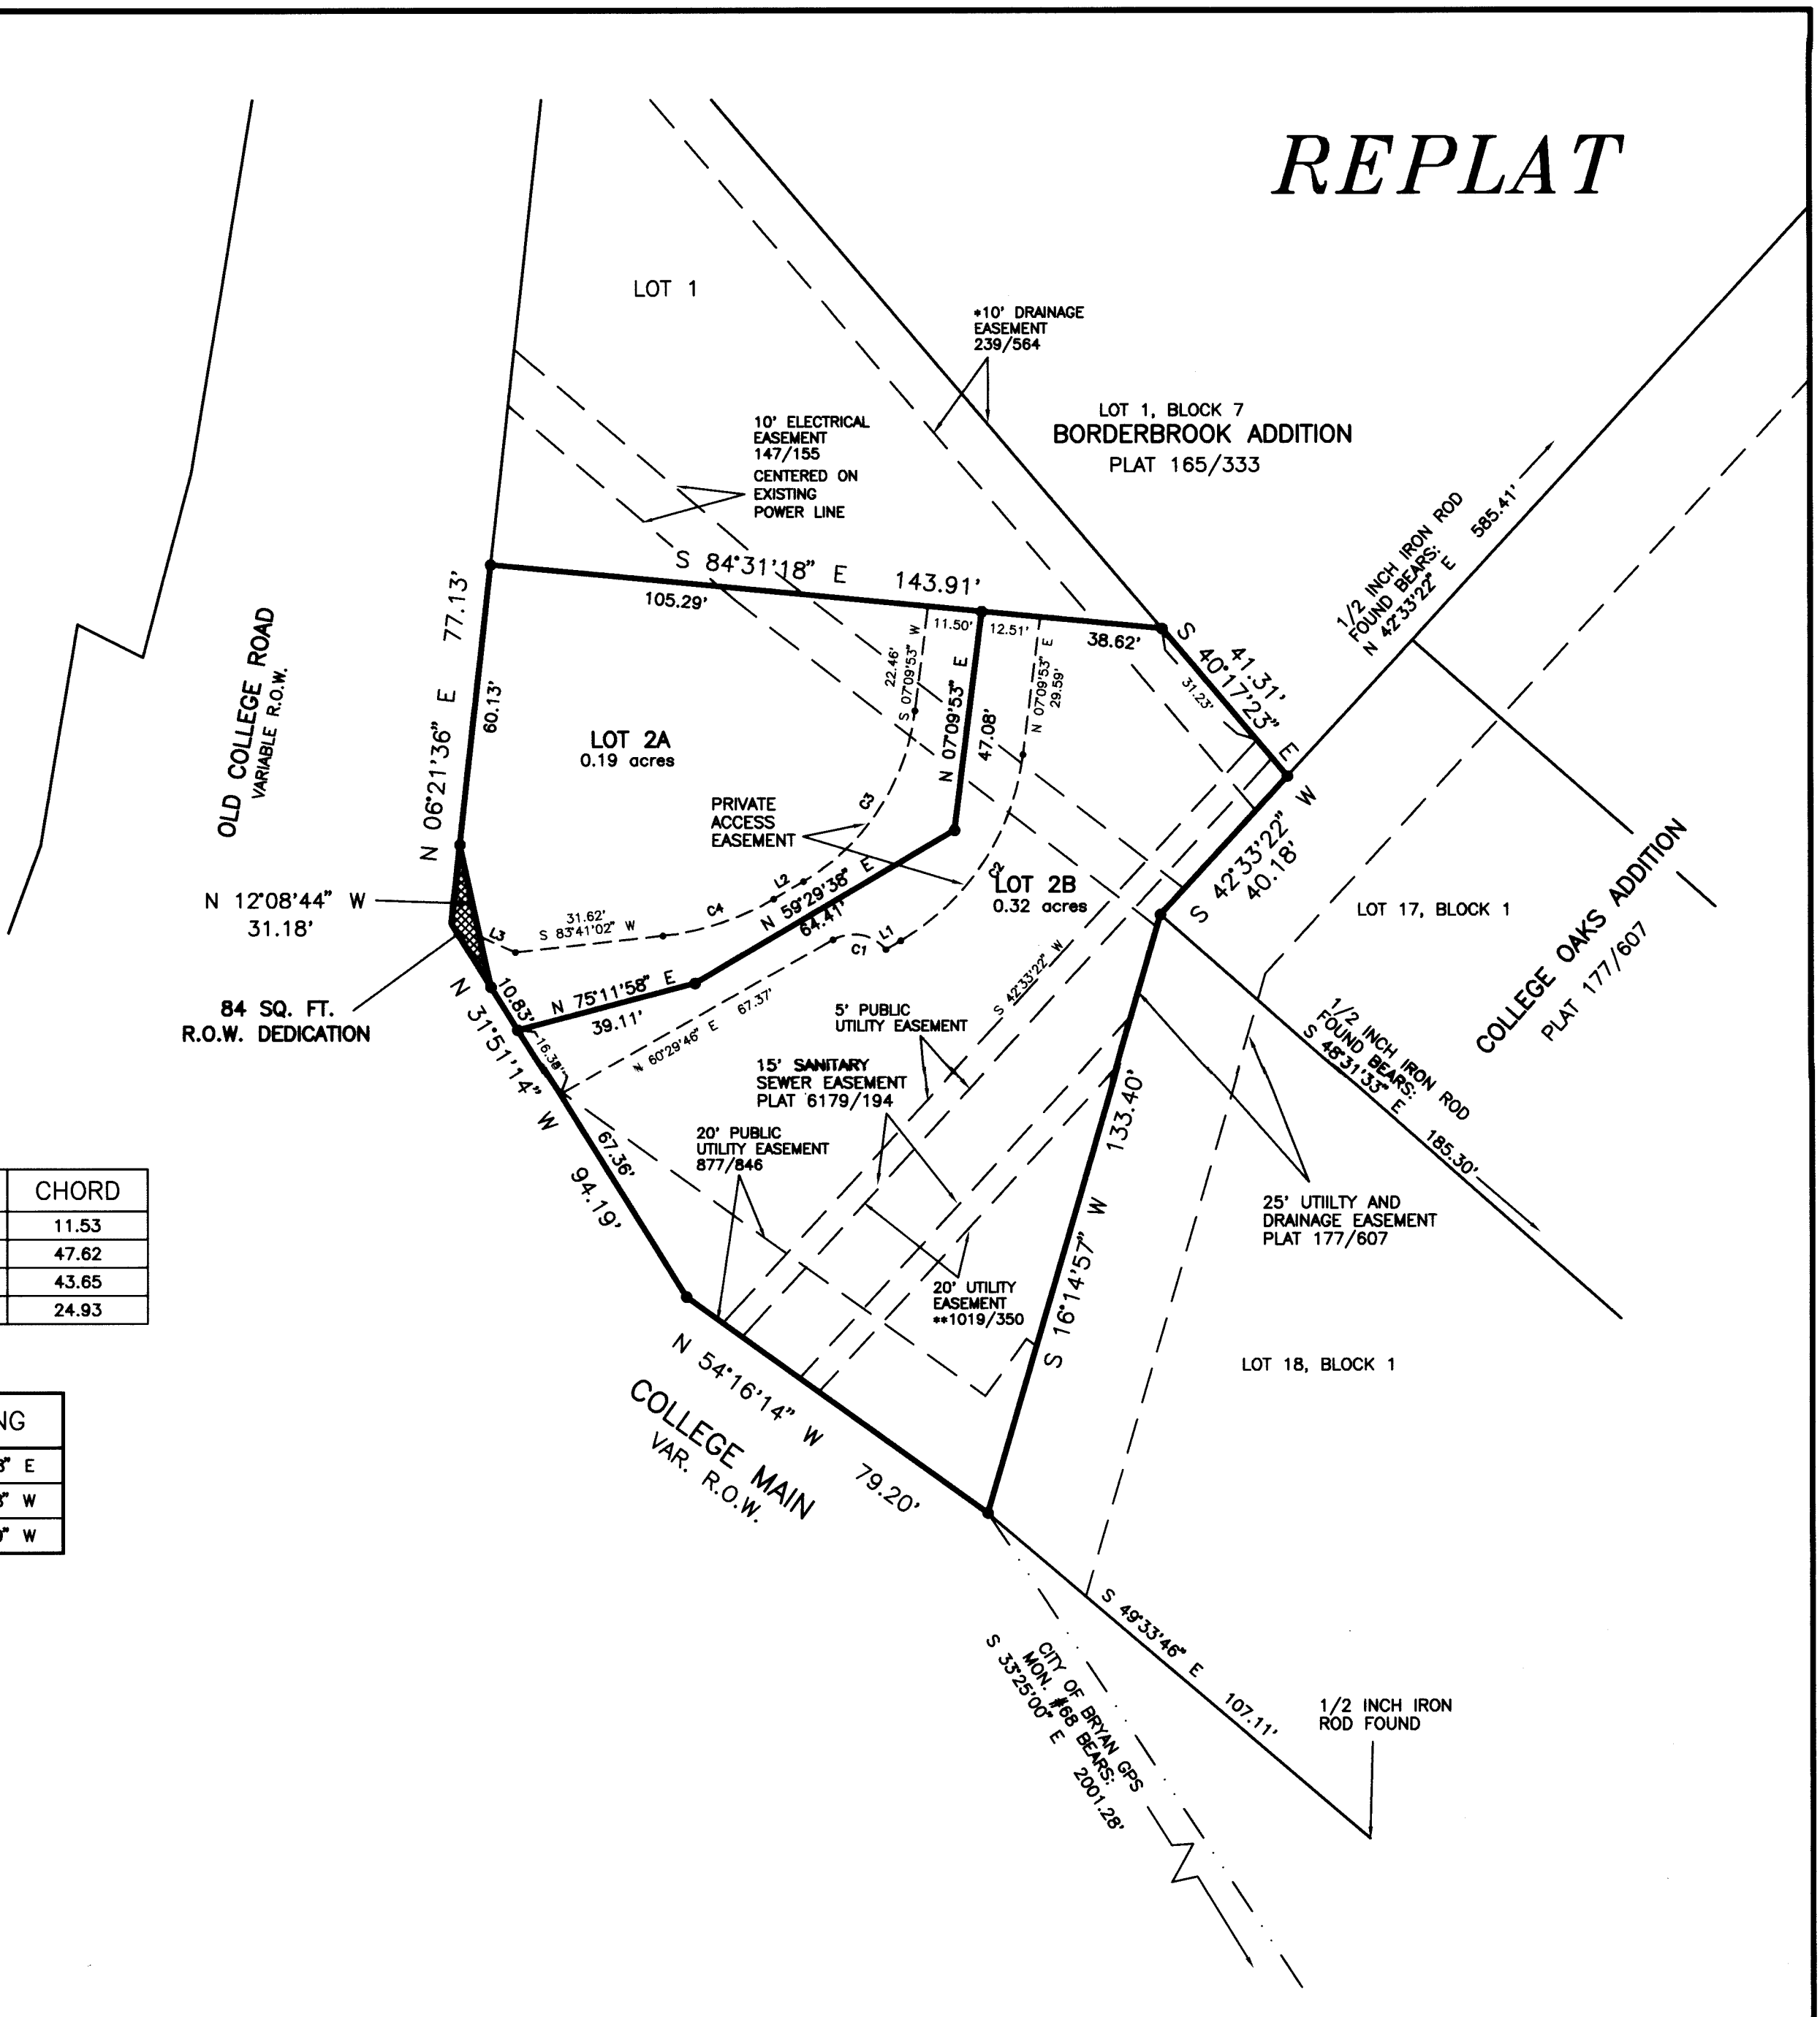 REPLAT
LOT 1
*10' DRAINAGE
EASEMENT
239/564
LOT 1, BLOCK 7
BORDERBROOK ADDITION
PLAT 165/333
10' ELECTRICAL
EASEMENT
147/155
CENTERED ON
EXISTING
POWER LINE
1/2 INCH IRON ROD
FOUND BEARS:
N 42°33'22" E 585.41'
S 84°31'18" E 143.91'
105.29'
11.50'
12.51'
38.62'
S 40°17'23" E
41.31'
31.23'
N 06°21'36" E 77.13'
60.13'
OLD COLLEGE ROAD
VARIABLE R.O.W.
22.46'
S 07°09'53" W
N 07°09'53" E
47.08'
N 07°09'53" E
29.59'
LOT 2A
0.19 acres
PRIVATE
ACCESS
EASEMENT
C3
C2
L2
C4
N 59°29'38" E
64.41'
LOT 2B
0.32 acres
S 42°33'22" W
40.18'
LOT 17, BLOCK 1
COLLEGE OAKS ADDITION
PLAT 177/607
N 12°08'44" W
31.18'
L3
31.62'
S 83°41'02" W
C1
L1
84 SQ. FT.
R.O.W. DEDICATION
10.83'
N 75°11'58" E
39.11'
16.38'
N 60°29'46" E 67.37'
S 42°33'22" W
N 31°51'14" W 94.19'
67.36'
5' PUBLIC
UTILITY EASEMENT
15' SANITARY
SEWER EASEMENT
PLAT 6179/194
20' PUBLIC
UTILITY EASEMENT
877/846
1/2 INCH IRON ROD
FOUND BEARS:
S 48°31'33" E 185.30'
S 16°14'57" W 133.40'
25' UTIILTY AND
DRAINAGE EASEMENT
PLAT 177/607
20' UTILITY
EASEMENT
**1019/350
LOT 18, BLOCK 1
N 54°16'14" W 79.20'
COLLEGE MAIN
VAR. R.O.W.
CHORD
11.53
47.62
43.65
24.93
NG
" E
" W
" W
S 49°33'46" E 107.11'
CITY OF BRYAN GPS
MON. #68 BEARS:
S 33°25'00" E 2001.28'
1/2 INCH IRON
ROD FOUND